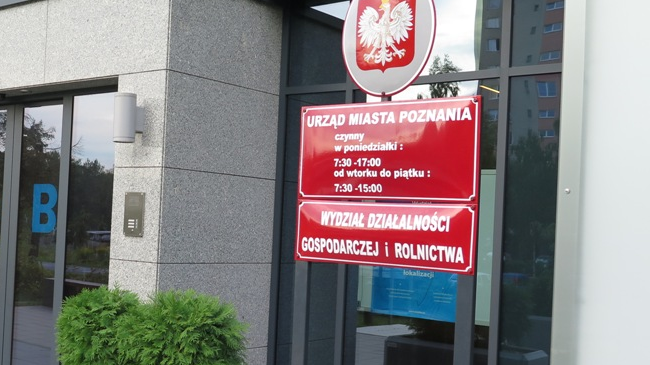 URZĄD MIASTA POZNANIA
czynny
w poniedziałki :
7:30 -17:00
od wtorku do piątku :
7:30 -15:00
WYDZIAŁ DZIAŁALNOŚCI
GOSPODARCZEJ i ROLNICTWA
B
lokalizacji